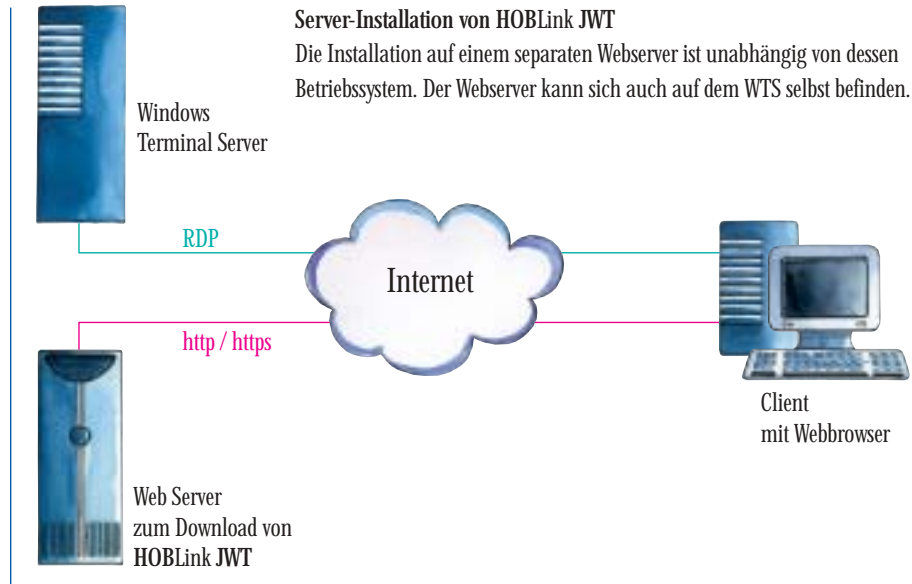 Server-Installation von HOBLink JWT
Die Installation auf einem separaten Webserver ist unabhängig von dessen
Betriebssystem. Der Webserver kann sich auch auf dem WTS selbst befinden.
Windows
Terminal Server
RDP
Internet
http / https
Client
mit Webbrowser
Web Server
zum Download von
HOBLink JWT